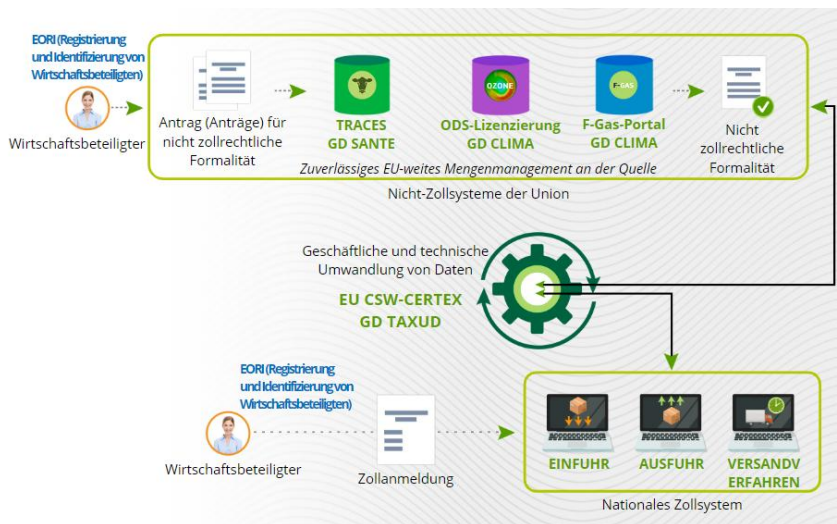 EORI (Registrierung
und Identifizierung von
Wirtschaftsbeteiligten)
Wirtschaftsbeteiligter
Antrag (Anträge) für
nicht zollrechtliche
Formalität
TRACES
GD SANTE
OZONE
ODS-Lizenzierung
GD CLIMA
F-GAS
F-Gas-Portal
GD CLIMA
Nicht
zollrechtliche
Formalität
Zuverlässiges EU-weites Mengenmanagement an der Quelle
Nicht-Zollsysteme der Union
Geschäftliche und technische
Umwandlung von Daten
EU CSW-CERTEX
GD TAXUD
EORI (Registrierung
und Identifizierung von
Wirtschaftsbeteiligten)
Wirtschaftsbeteiligter
Zollanmeldung
EINFUHR
AUSFUHR
VERSANDV
ERFAHREN
Nationales Zollsystem